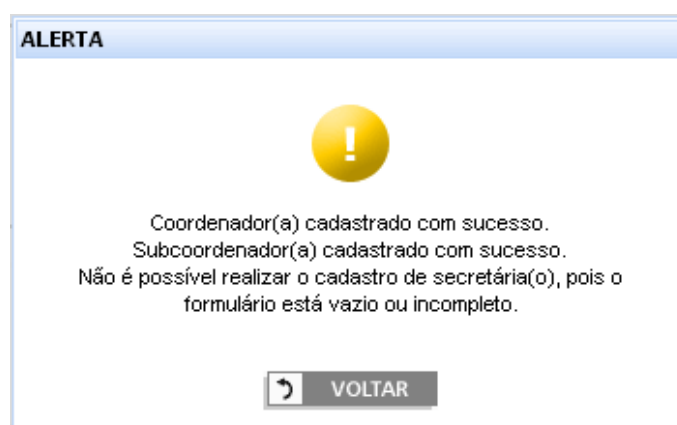 ALERTA
!
Coordenador(a) cadastrado com sucesso.
Subcoordenador(a) cadastrado com sucesso.
Não é possível realizar o cadastro de secretária(o), pois o
formulário está vazio ou incompleto.
VOLTAR